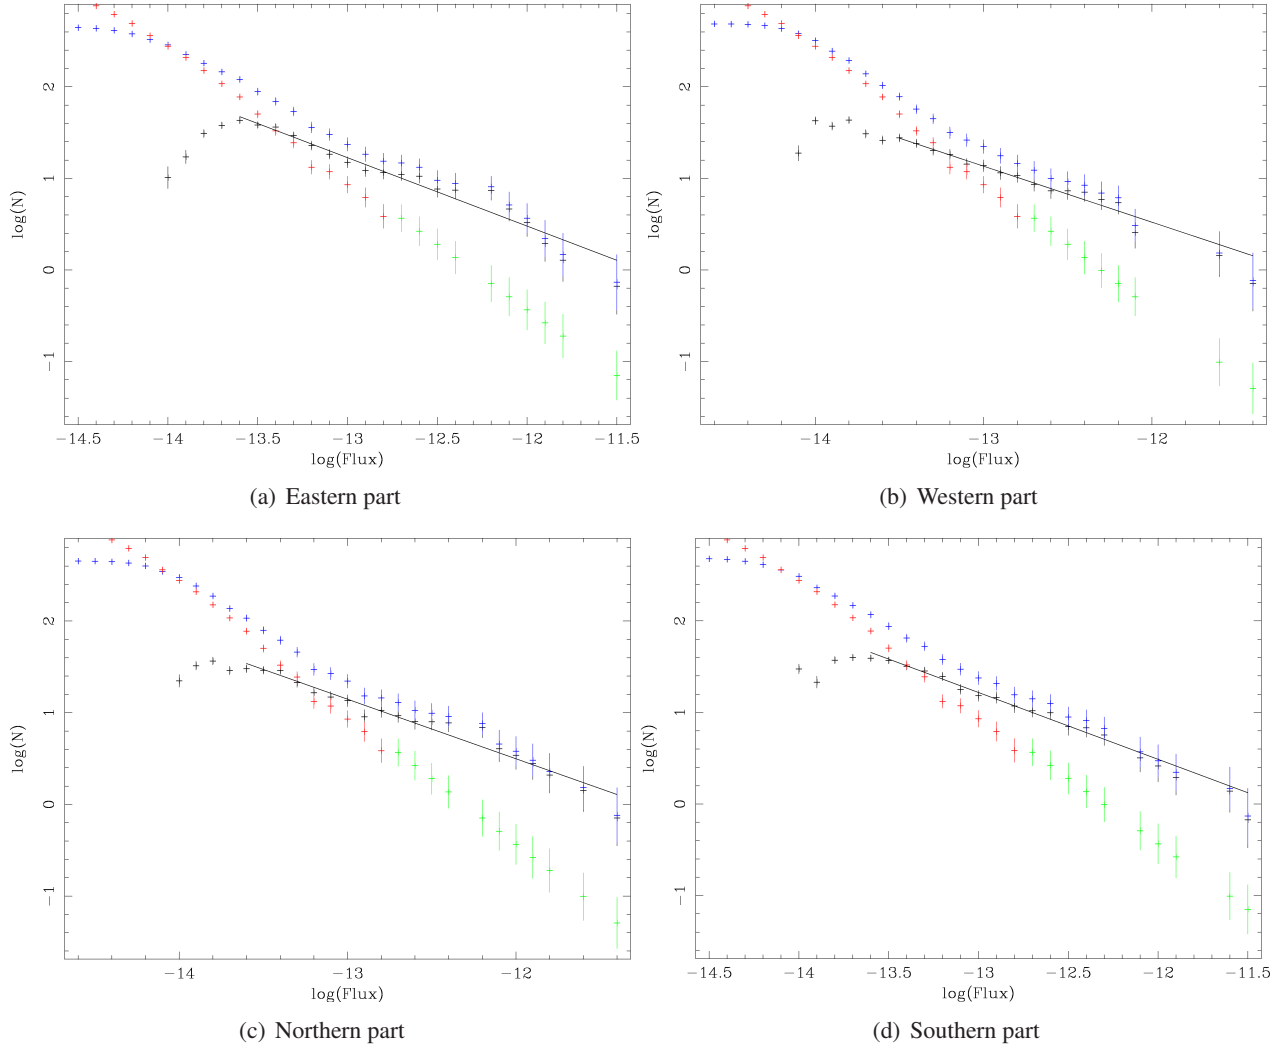 2
1
0
−1
log(N)
−14.5 −14 −13.5 −13 −12.5 −12 −11.5
log(Flux)
(a) Eastern part
2
1
0
−1
log(N)
−14 −13 −12
log(Flux)
(b) Western part
2
1
0
−1
log(N)
−14 −13 −12
log(Flux)
(c) Northern part
2
1
0
−1
log(N)
−14.5 −14 −13.5 −13 −12.5 −12 −11.5
log(Flux)
(d) Southern part